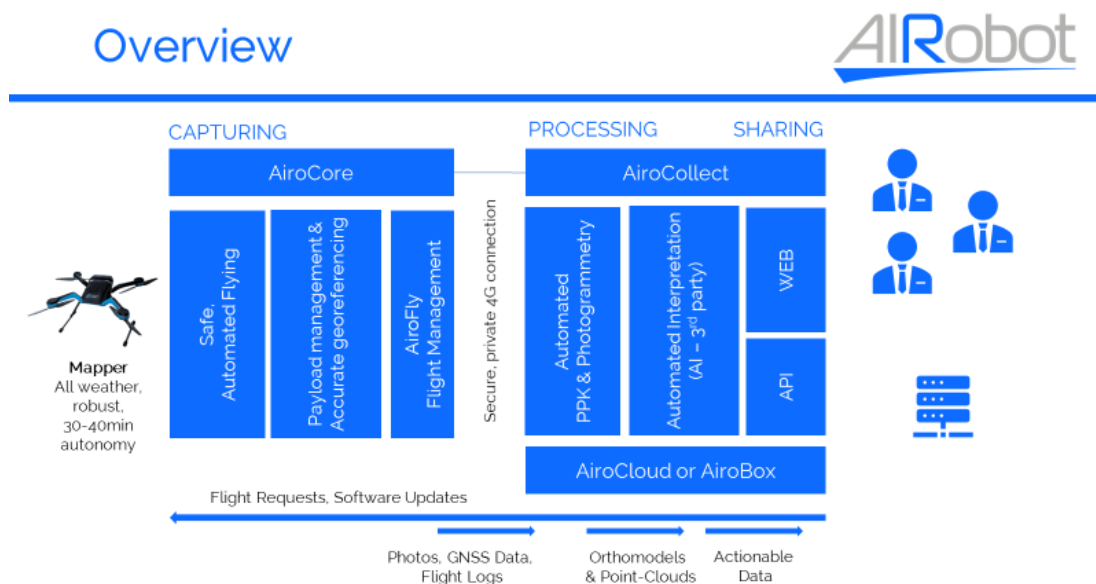 Overview
AIRobot
CAPTURING
PROCESSING
SHARING
AiroCore
AiroCollect
Safe,
Automated Flying
Payload management &
Accurate georeferencing
AiroFly
Flight Management
Secure, private 4G connection
Automated
PPK & Photogrammetry
Automated Interpretation
(AI – 3rd party)
WEB
API
Mapper
All weather,
robust,
30-40min
autonomy
AiroCloud or AiroBox
Flight Requests, Software Updates
Photos, GNSS Data,
Flight Logs
Orthomodels
& Point-Clouds
Actionable
Data